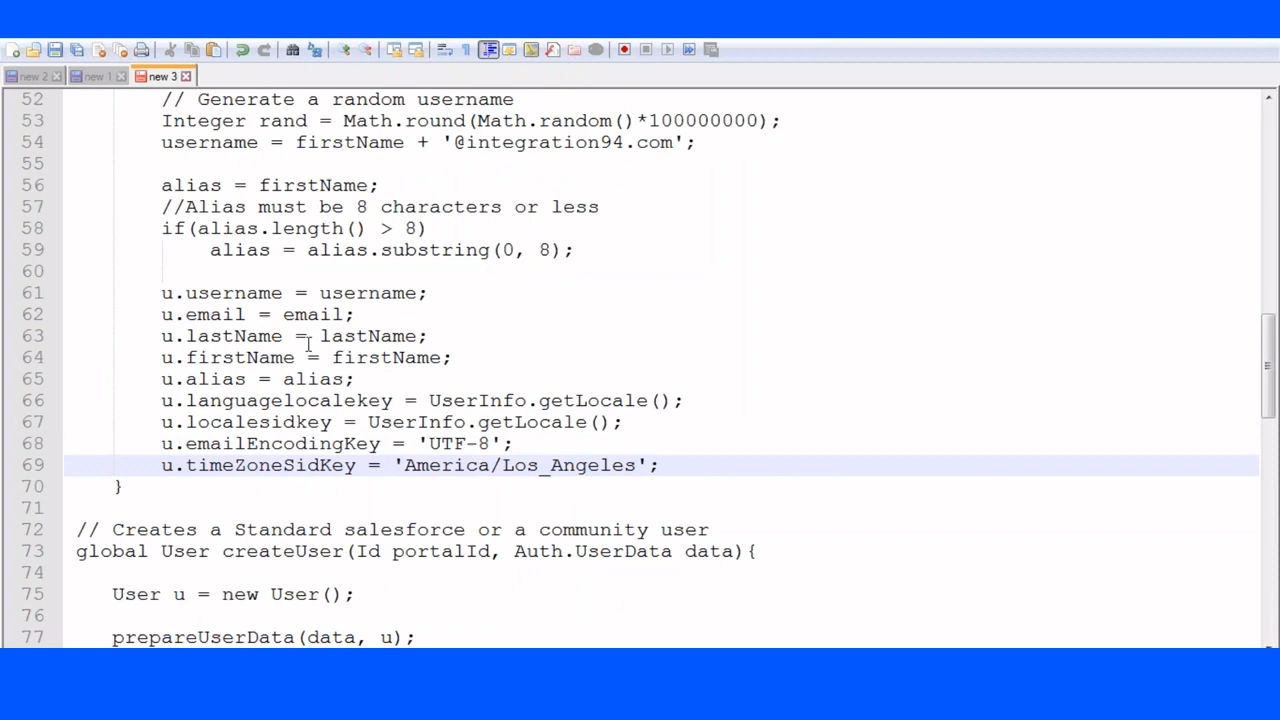 new 2 new 1 new 3
52 // Generate a random username
53 Integer rand = Math.round(Math.random()*100000000);
54 username = firstName + '@integration94.com';
55
56 alias = firstName;
57 //Alias must be 8 characters or less
58 if(alias.length() > 8)
59 alias = alias.substring(0, 8);
60
61 u.username = username;
62 u.email = email;
63 u.lastName = lastName;
64 u.firstName = firstName;
65 u.alias = alias;
66 u.languagelocalekey = UserInfo.getLocale();
67 u.localesidkey = UserInfo.getLocale();
68 u.emailEncodingKey = 'UTF-8';
69 u.timeZoneSidKey = 'America/Los_Angeles';
70 }
71
72 // Creates a Standard salesforce or a community user
73 global User createUser(Id portalId, Auth.UserData data){
74
75 User u = new User();
76
77 prepareUserData(data, u);